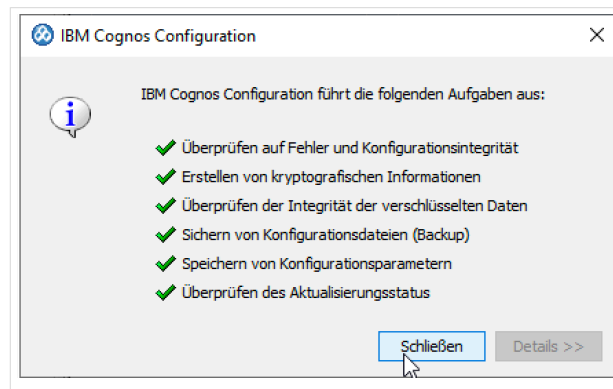 IBM Cognos Configuration
IBM Cognos Configuration führt die folgenden Aufgaben aus:
Überprüfen auf Fehler und Konfigurationsintegrität
Erstellen von kryptografischen Informationen
Überprüfen der Integrität der verschlüsselten Daten
Sichern von Konfigurationsdateien (Backup)
Speichern von Konfigurationsparametern
Überprüfen des Aktualisierungsstatus
Schließen Details >>